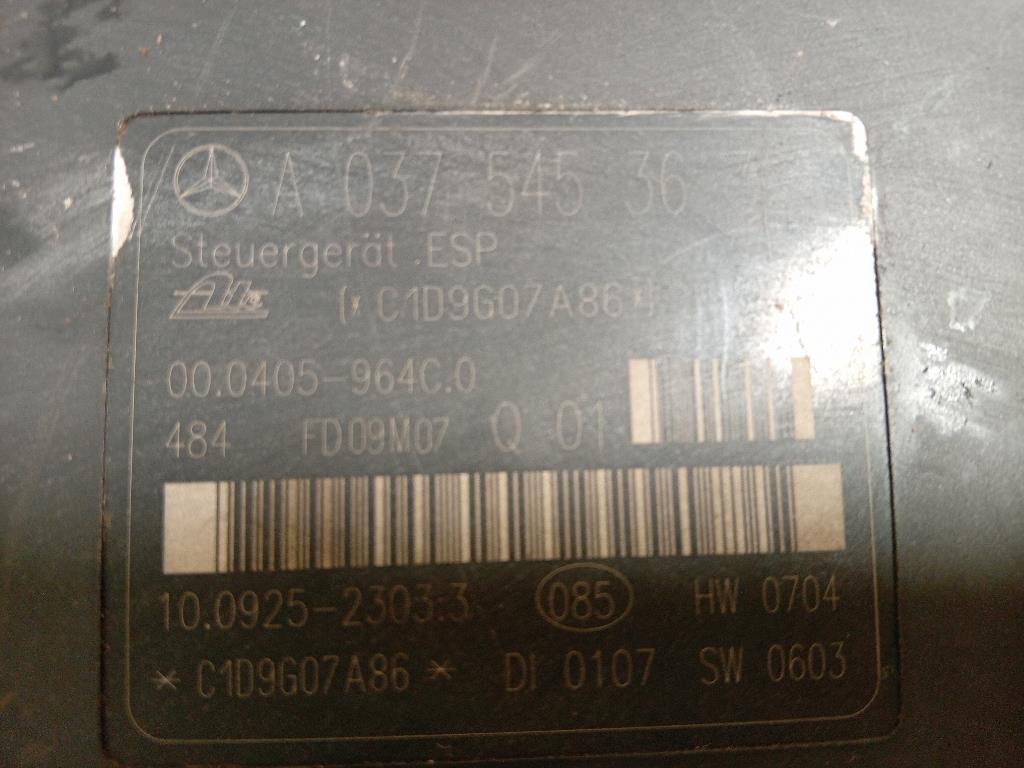 A 037 545 36
Steuergerät ESP
Ate (* C1D9G07A86 *)
00.0405-964C.0
484 FD09M07 Q 01
10.0925-2303.3 085 HW 0704
* C1D9G07A86 * DI 0107 SW 0603